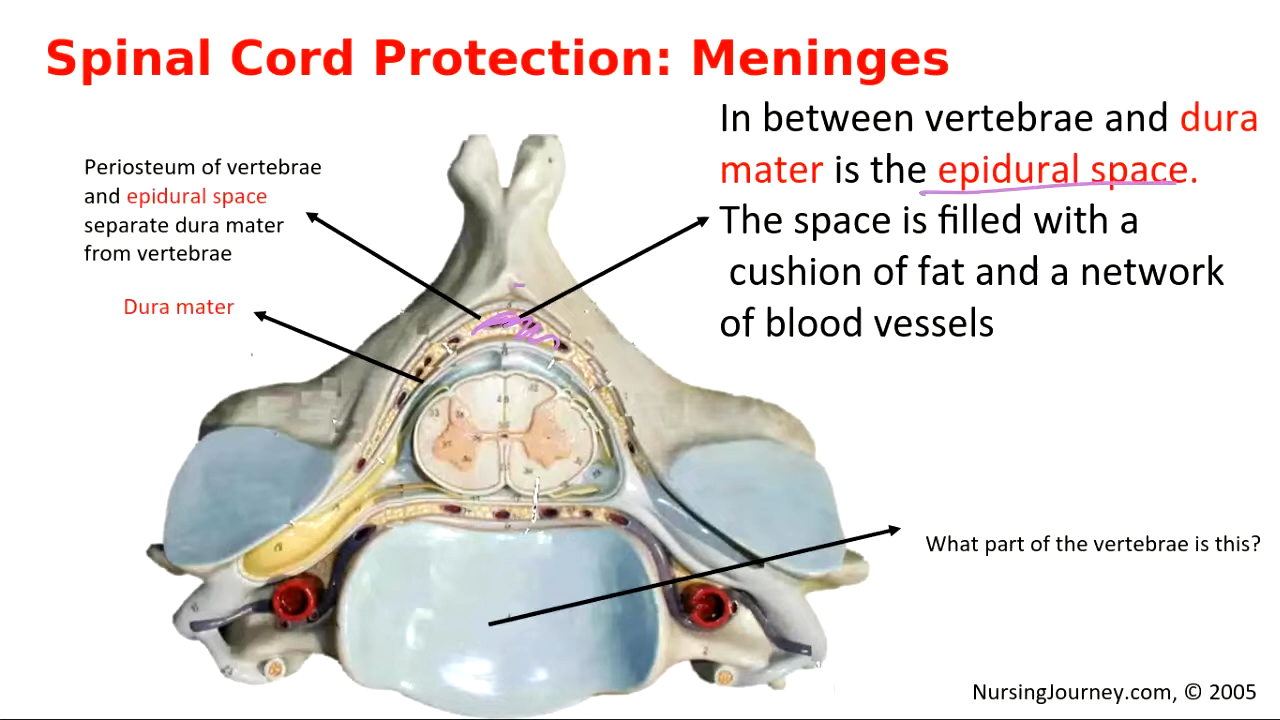 Spinal Cord Protection: Meninges
In between vertebrae and dura
mater is the epidural space.
The space is filled with a
cushion of fat and a network
of blood vessels
Periosteum of vertebrae
and epidural space
separate dura mater
from vertebrae
Dura mater
What part of the vertebrae is this?
NursingJourney.com, © 2005